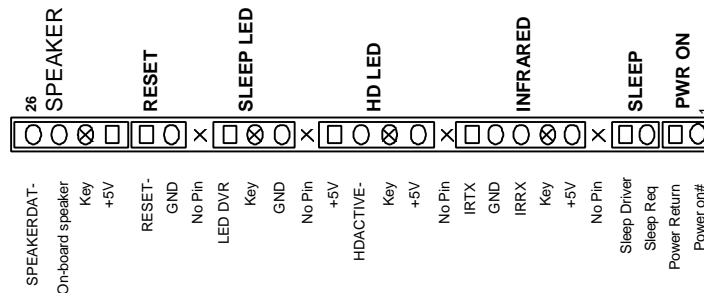 26
SPEAKER
RESET
SLEEP LED
HD LED
INFRARED
SLEEP
PWR ON
1
SPEAKERDAT-
On-board speaker
Key
+5V
RESET-
GND
No Pin
LED DVR
Key
GND
No Pin
+5V
HDACTIVE-
Key
+5V
No Pin
IRTX
GND
IRRX
Key
+5V
No Pin
Sleep Driver
Sleep Req
Power Return
Power on#